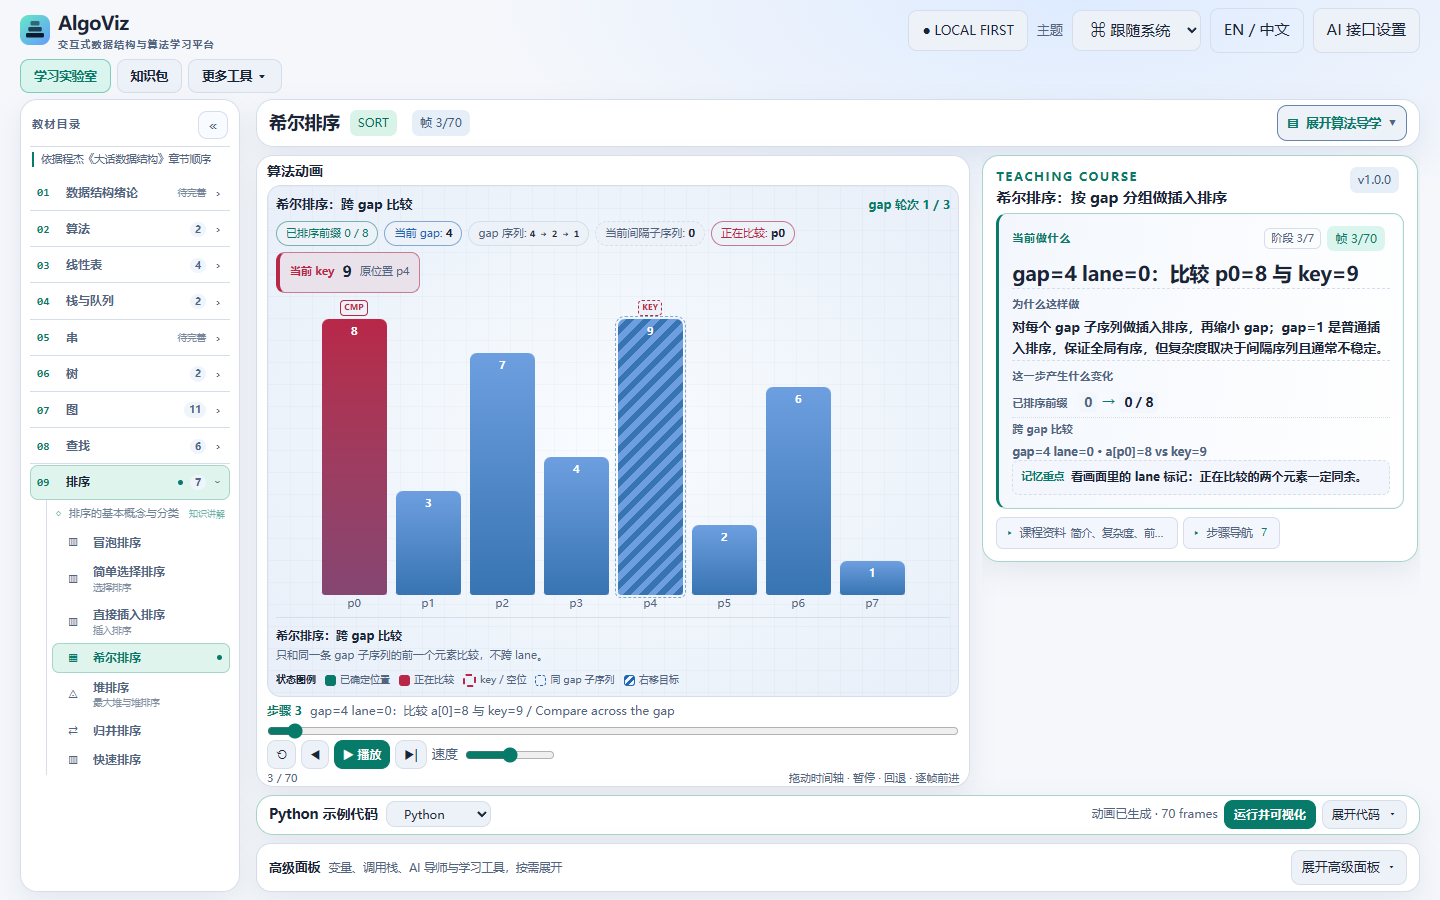 AlgoViz
交互式数据结构与算法学习平台
● LOCAL FIRST
主题
⌘ 跟随系统
EN / 中文
AI 接口设置
学习实验室
知识包
更多工具
教材目录
«
依据程杰《大话数据结构》章节顺序
01 数据结构绪论 待完善 ›
02 算法 2 ›
03 线性表 4 ›
04 栈与队列 2 ›
05 串 待完善 ›
06 树 2 ›
07 图 11 ›
08 查找 6 ›
09 排序 7
排序的基本概念与分类 知识讲解
冒泡排序
简单选择排序
选择排序
直接插入排序
插入排序
希尔排序
堆排序
最大堆与堆排序
归并排序
快速排序
希尔排序 SORT 帧 3/70
展开算法导学
算法动画
希尔排序：跨 gap 比较
gap 轮次 1 / 3
已排序前缀 0 / 8
当前 gap: 4
gap 序列: 4 → 2 → 1
当前间隔子序列: 0
正在比较: p0
当前 key 9 原位置 p4
CMP
KEY
8
3
7
4
9
2
6
1
p0 p1 p2 p3 p4 p5 p6 p7
希尔排序：跨 gap 比较
只和同一条 gap 子序列的前一个元素比较，不跨 lane。
状态图例 已确定位置 正在比较 key / 空位 同 gap 子序列 右移目标
步骤 3 gap=4 lane=0：比较 a[0]=8 与 key=9 / Compare across the gap
▶ 播放
速度
3 / 70
拖动时间轴 · 暂停 · 回退 · 逐帧前进
TEACHING COURSE
希尔排序：按 gap 分组做插入排序
v1.0.0
当前做什么
阶段 3/7
帧 3/70
gap=4 lane=0：比较 p0=8 与 key=9
为什么这样做
对每个 gap 子序列做插入排序，再缩小 gap；gap=1 是普通插
入排序，保证全局有序，但复杂度取决于间隔序列且通常不稳定。
这一步产生什么变化
已排序前缀 0 → 0 / 8
跨 gap 比较
gap=4 lane=0 • a[p0]=8 vs key=9
记忆重点 看画面里的 lane 标记：正在比较的两个元素一定同余。
课程资料 简介、复杂度、前...
步骤导航 7
Python 示例代码
Python
动画已生成 · 70 frames
运行并可视化
展开代码
高级面板 变量、调用栈、AI 导师与学习工具，按需展开
展开高级面板